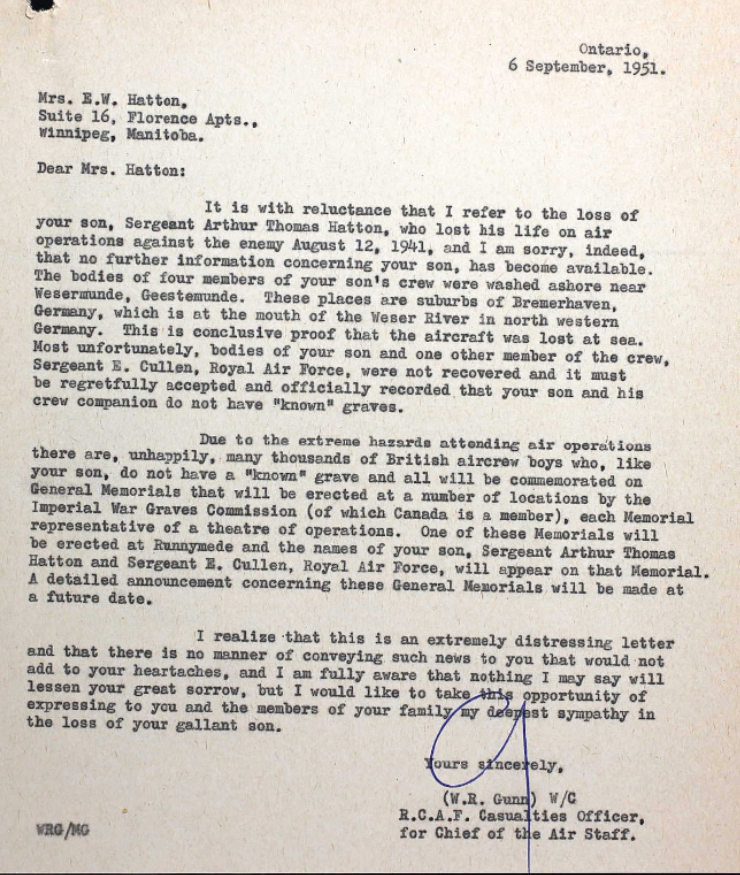 Ontario,
6 September, 1951.
Mrs. E.W. Hatton,
Suite 16, Florence Apts.,
Winnipeg, Manitoba.
Dear Mrs. Hatton:
It is with reluctance that I refer to the loss of
your son, Sergeant Arthur Thomas Hatton, who lost his life on air
operations against the enemy August 12, 1941, and I am sorry, indeed,
that no further information concerning your son, has become available.
The bodies of four members of your son's crew were washed ashore near
Wesermunde, Geestemunde. These places are suburbs of Bremerhaven,
Germany, which is at the mouth of the Weser River in north western
Germany. This is conclusive proof that the aircraft was lost at sea.
Most unfortunately, bodies of your son and one other member of the crew,
Sergeant E. Cullen, Royal Air Force, were not recovered and it must
be regretfully accepted and officially recorded that your son and his
crew companion do not have "known" graves.
Due to the extreme hazards attending air operations
there are, unhappily, many thousands of British aircrew boys who, like
your son, do not have a "known" grave and all will be commemorated on
General Memorials that will be erected at a number of locations by the
Imperial War Graves Commission (of which Canada is a member), each Memorial
representative of a theatre of operations. One of these Memorials will
be erected at Runnymede and the names of your son, Sergeant Arthur Thomas
Hatton and Sergeant E. Cullen, Royal Air Force, will appear on that Memorial.
A detailed announcement concerning these General Memorials will be made at
a future date.
I realize that this is an extremely distressing letter
and that there is no manner of conveying such news to you that would not
add to your heartaches, and I am fully aware that nothing I may say will
lessen your great sorrow, but I would like to take this opportunity of
expressing to you and the members of your family my deepest sympathy in
the loss of your gallant son.
Yours sincerely,
(W.R. Gunn) W/C
R.C.A.F. Casualties Officer,
for Chief of the Air Staff.
WRG/MG